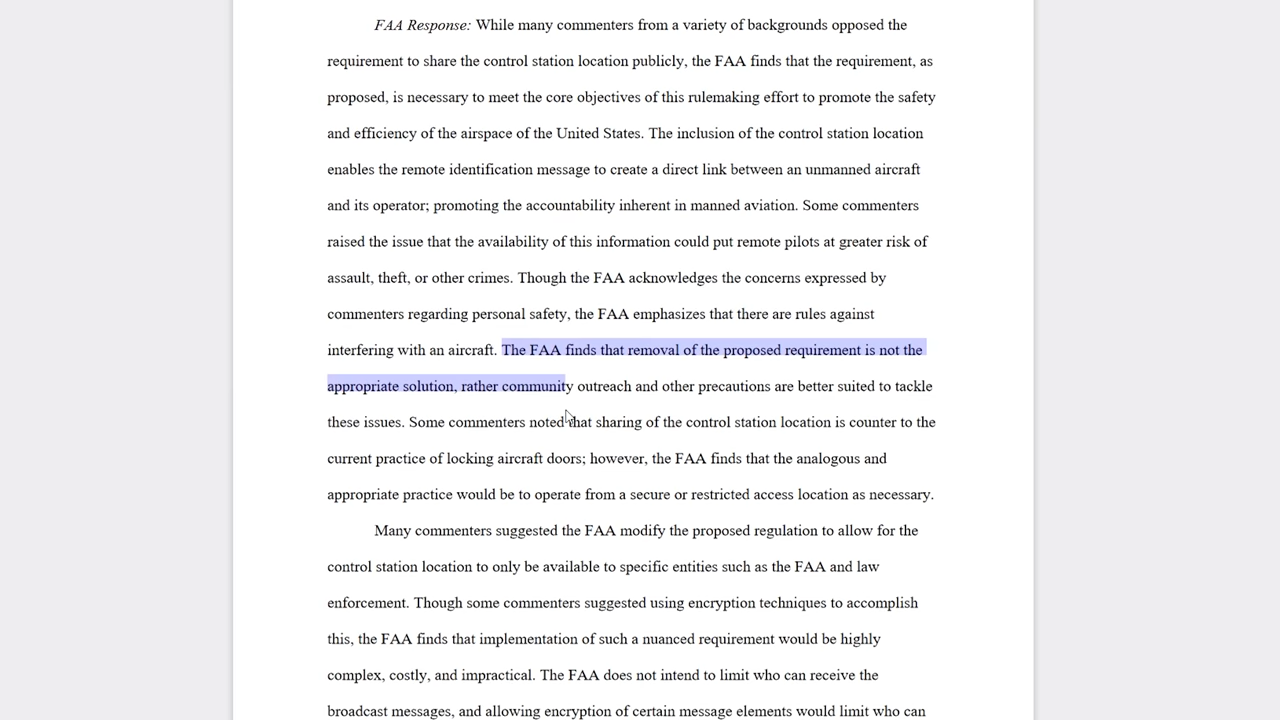 FAA Response: While many commenters from a variety of backgrounds opposed the
requirement to share the control station location publicly, the FAA finds that the requirement, as
proposed, is necessary to meet the core objectives of this rulemaking effort to promote the safety
and efficiency of the airspace of the United States. The inclusion of the control station location
enables the remote identification message to create a direct link between an unmanned aircraft
and its operator; promoting the accountability inherent in manned aviation. Some commenters
raised the issue that the availability of this information could put remote pilots at greater risk of
assault, theft, or other crimes. Though the FAA acknowledges the concerns expressed by
commenters regarding personal safety, the FAA emphasizes that there are rules against
interfering with an aircraft. The FAA finds that removal of the proposed requirement is not the
appropriate solution, rather community outreach and other precautions are better suited to tackle
these issues. Some commenters noted that sharing of the control station location is counter to the
current practice of locking aircraft doors; however, the FAA finds that the analogous and
appropriate practice would be to operate from a secure or restricted access location as necessary.
Many commenters suggested the FAA modify the proposed regulation to allow for the
control station location to only be available to specific entities such as the FAA and law
enforcement. Though some commenters suggested using encryption techniques to accomplish
this, the FAA finds that implementation of such a nuanced requirement would be highly
complex, costly, and impractical. The FAA does not intend to limit who can receive the
broadcast messages, and allowing encryption of certain message elements would limit who can